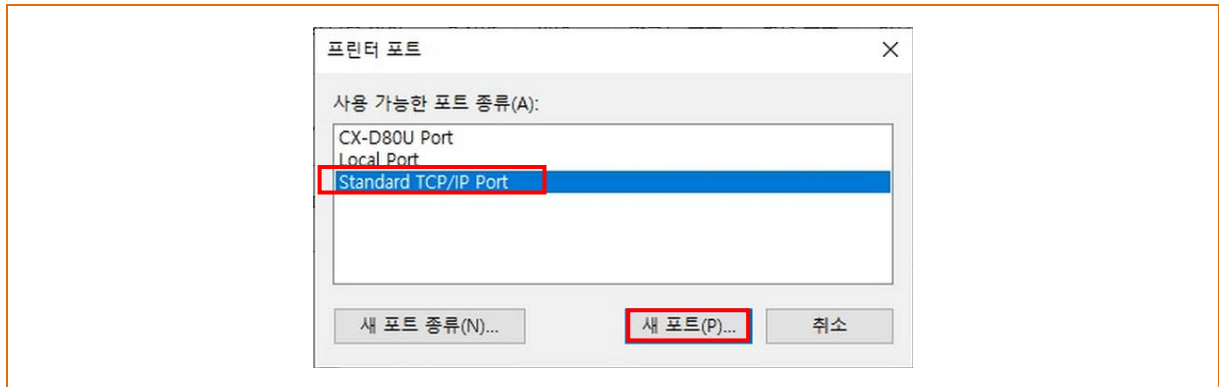 프린터 포트
사용 가능한 포트 종류(A):
CX-D80U Port
Local Port
Standard TCP/IP Port
새 포트 종류(N)...
새 포트(P)...
취소